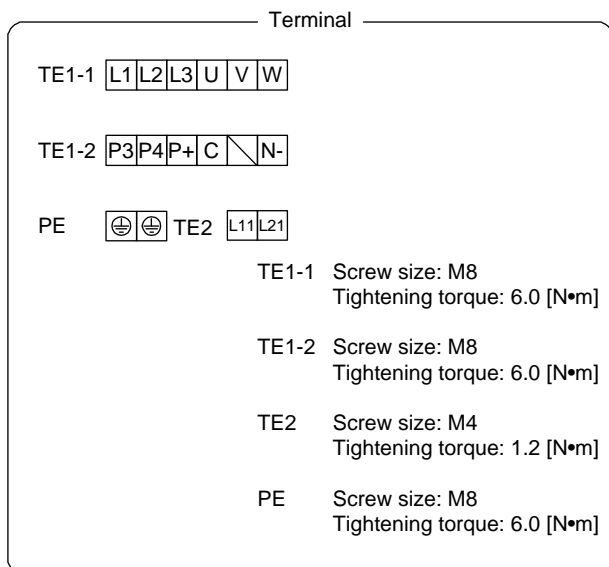 Terminal
TE1-1 L1 L2 L3 U V W
TE1-2 P3 P4 P+ C N-
PE TE2 L11 L21
TE1-1 Screw size: M8
Tightening torque: 6.0 [N•m]
TE1-2 Screw size: M8
Tightening torque: 6.0 [N•m]
TE2 Screw size: M4
Tightening torque: 1.2 [N•m]
PE Screw size: M8
Tightening torque: 6.0 [N•m]